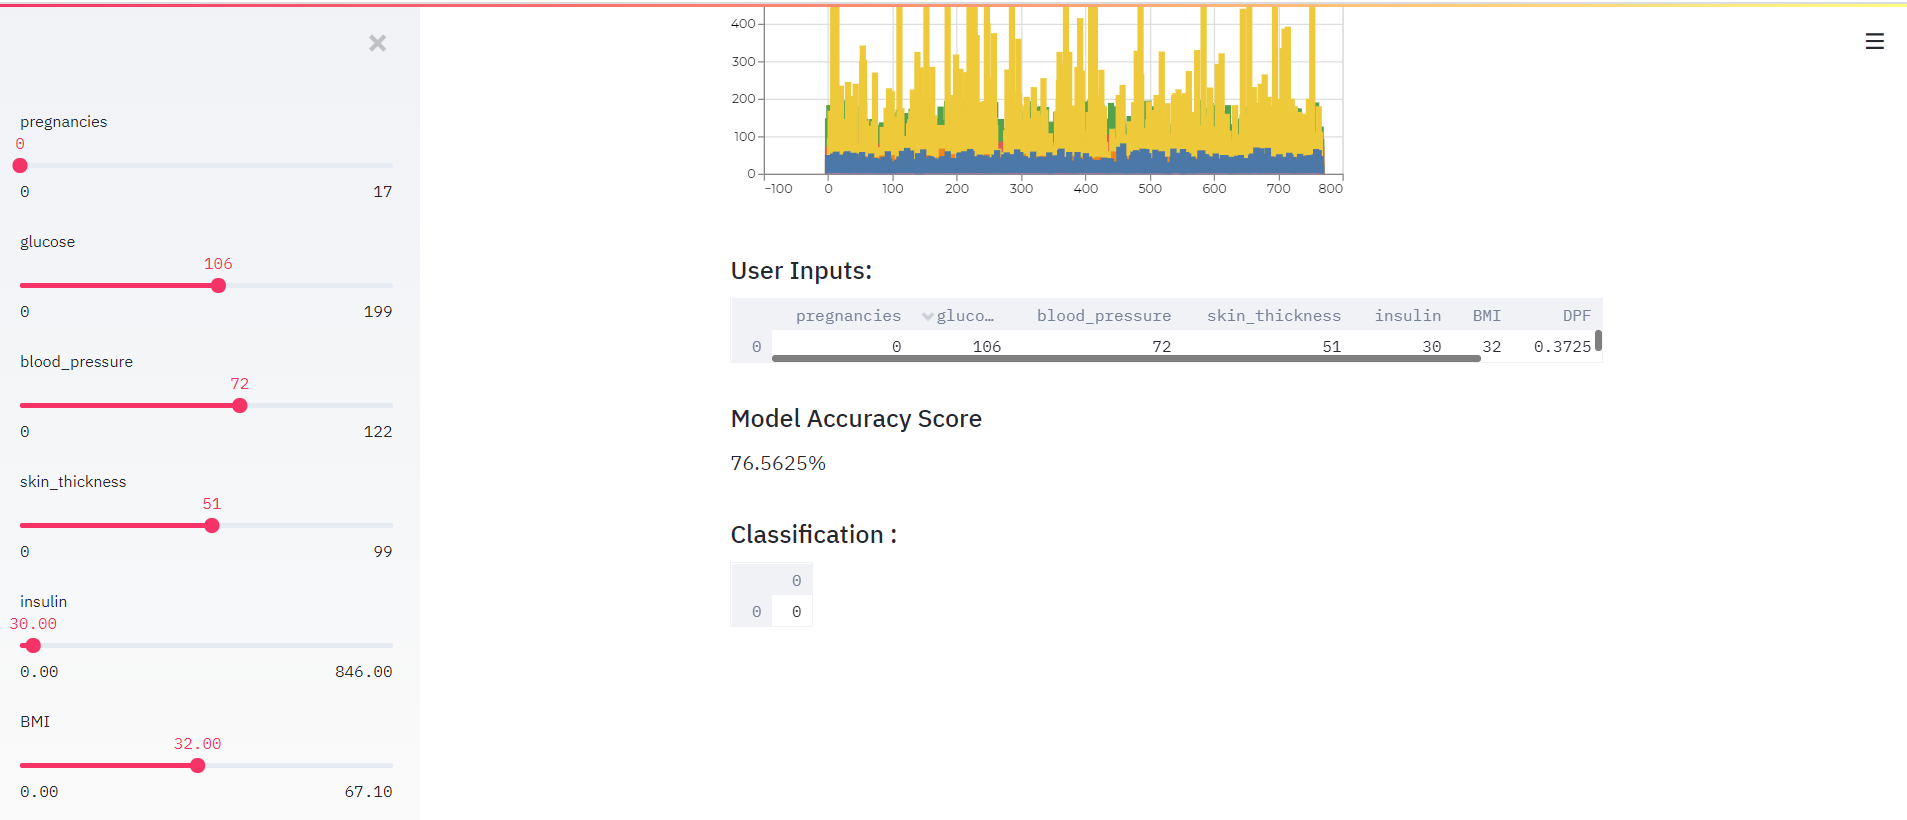 pregnancies
0
0 17
glucose
106
0 199
blood_pressure
72
0 122
skin_thickness
51
0 99
insulin
30.00
0.00 846.00
BMI
32.00
0.00 67.10
400
300
200
100
0
−100 0 100 200 300 400 500 600 700 800
User Inputs:
pregnancies gluco… blood_pressure skin_thickness insulin BMI DPF
0 0 106 72 51 30 32 0.3725
Model Accuracy Score
76.5625%
Classification :
0
0 0